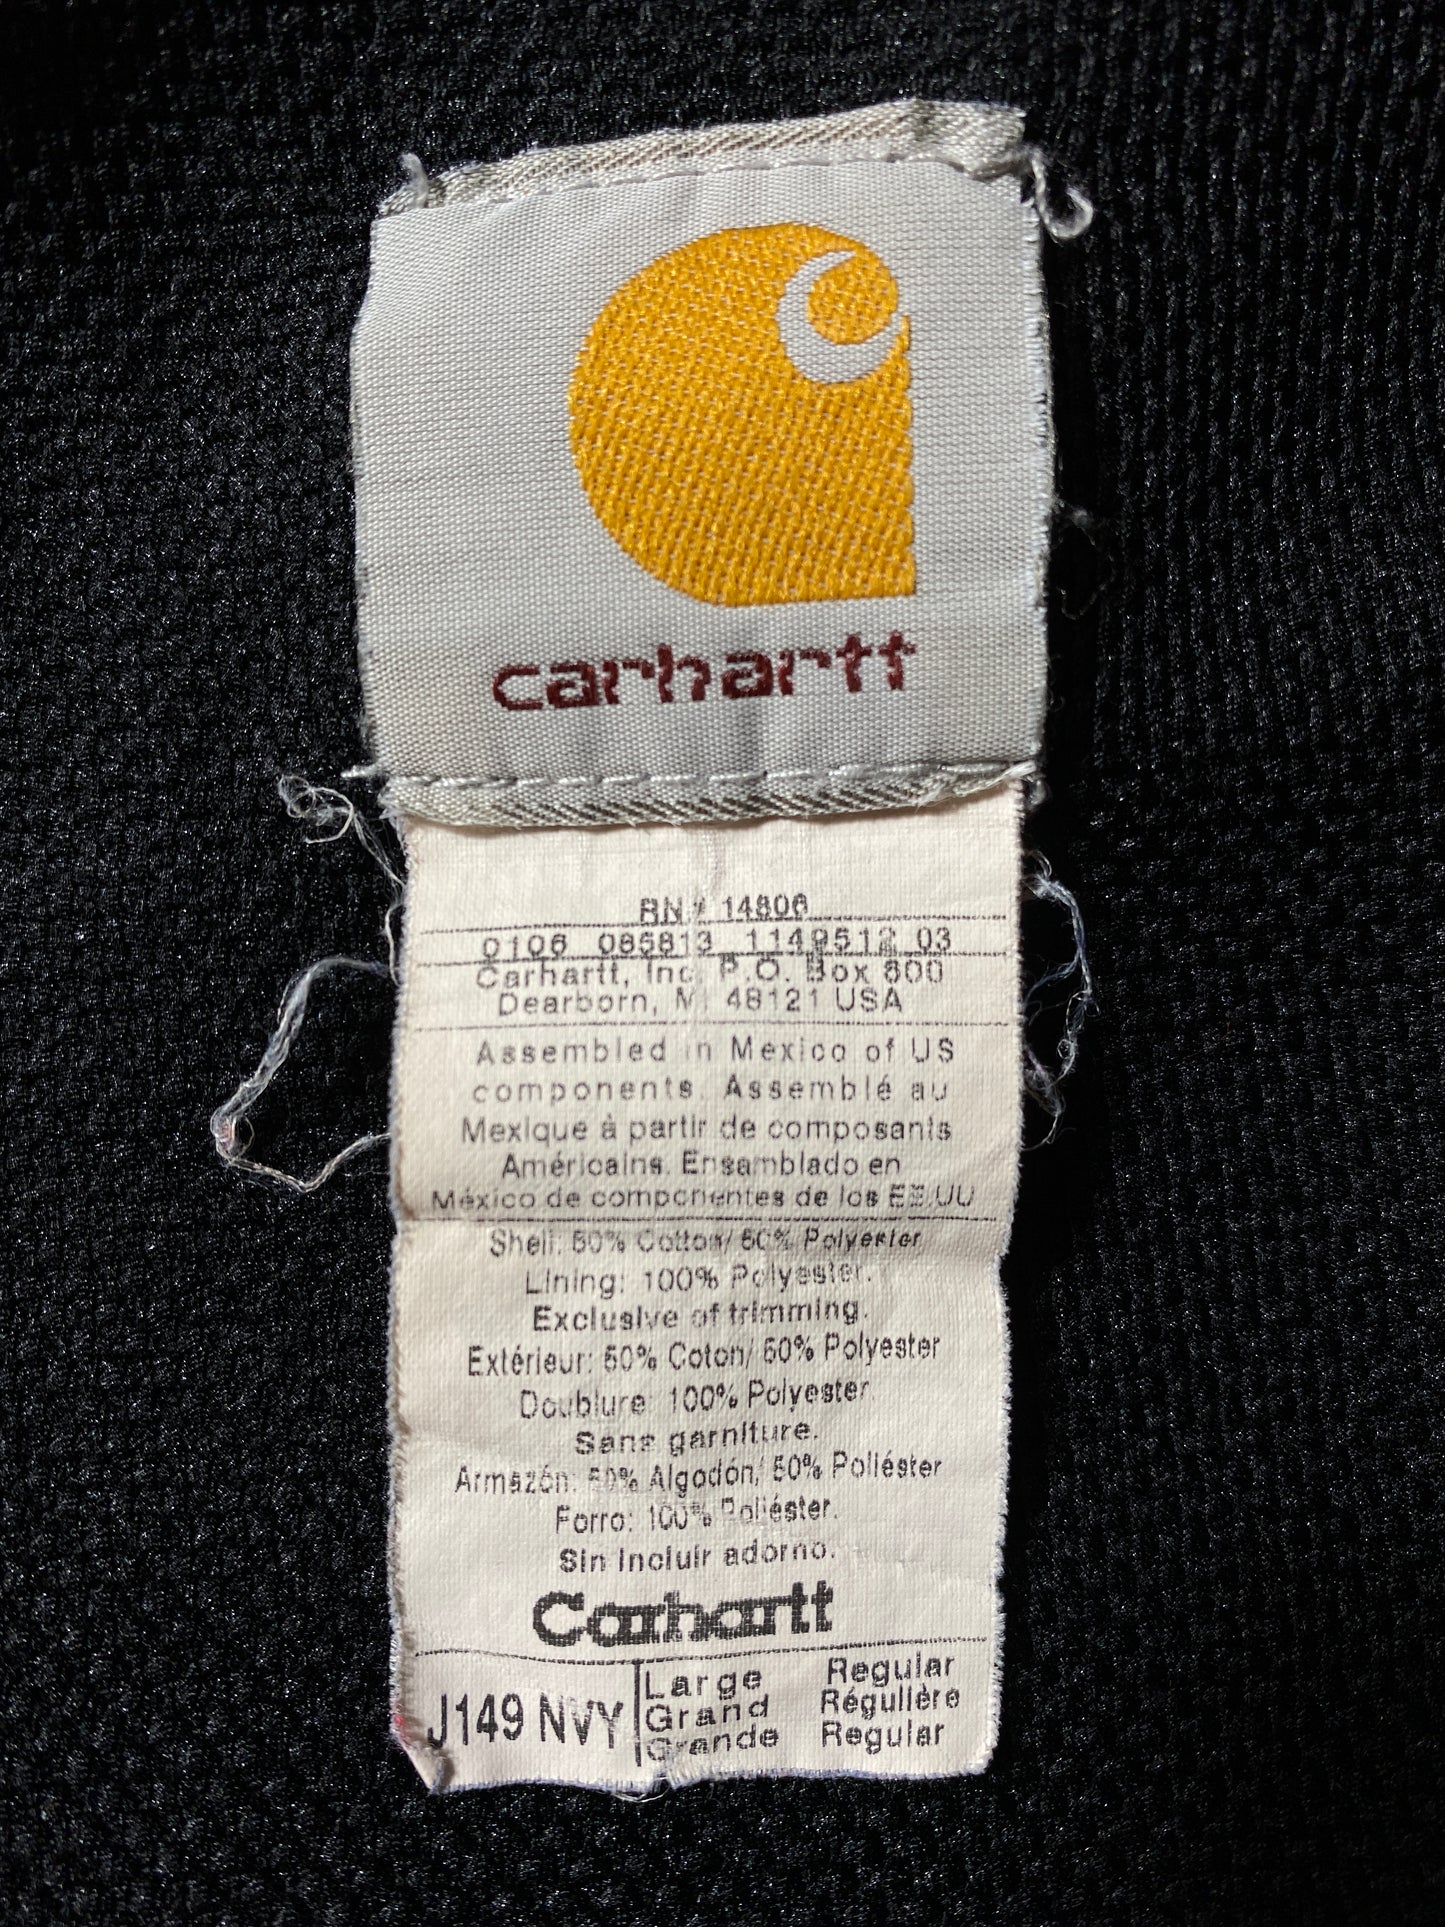 carhartt
RN# 14806
0106 085813 1149512 03
Carhartt, Inc. P.O. Box 600
Dearborn, MI 48121 USA
Assembled in Mexico of US
components. Assemblé au
Mexique à partir de composants
Américains. Ensamblado en
México de componentes de los EE.UU
Shell: 50% Cotton/ 50% Polyester
Lining: 100% Polyester.
Exclusive of trimming.
Extérieur: 50% Coton/ 50% Polyester
Doublure: 100% Polyester.
Sans garniture.
Armazón: 50% Algodón/ 50% Poliéster
Forro: 100% Poliéster.
Sin incluir adorno.
Carhartt
J149 NVY
Large Regular
Grand Régulière
Grande Regular